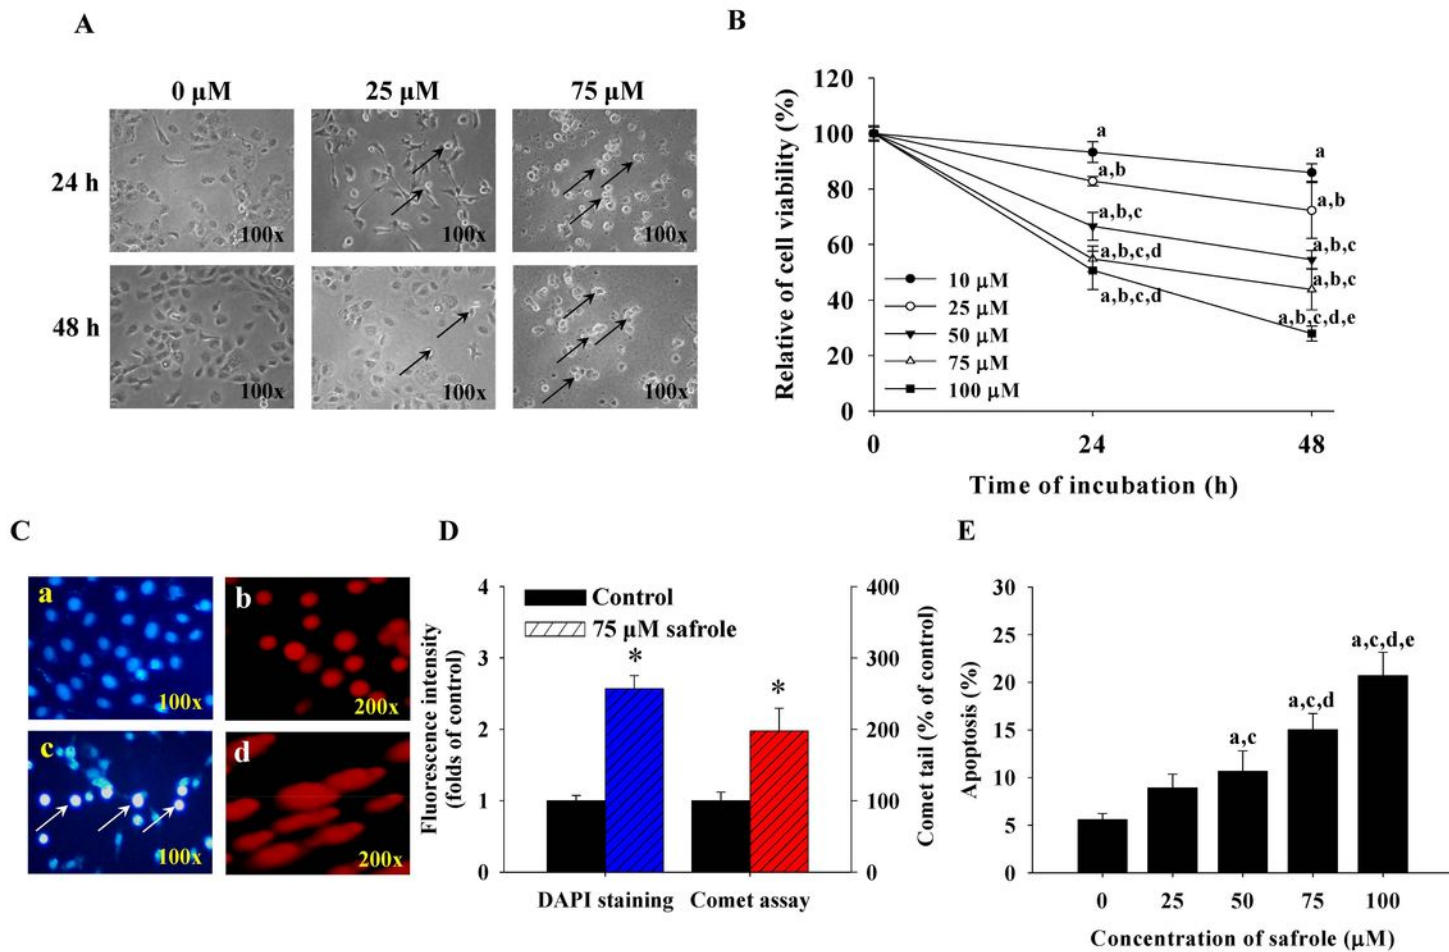 A
0 μM 25 μM 75 μM
24 h
100x 100x 100x
48 h
100x 100x 100x
B
Relative of cell viability (%)
120
100
80
60
40
20
0
a
a
a,b
a,b
a,b,c
a,b,c
a,b,c,d
a,b,c
a,b,c,d
a,b,c,d,e
10 μM
25 μM
50 μM
75 μM
100 μM
0 24 48
Time of incubation (h)
C
a
100x
b
200x
c
100x
d
200x
D
Fluorescence intensity
(folds of control)
4
3
2
1
0
Control
75 μM safrole
*
*
400
300
200
100
0
Comet tail (% of control)
DAPI staining Comet assay
E
Apoptosis (%)
30
25
20
15
10
5
0
a,c
a,c,d
a,c,d,e
0 25 50 75 100
Concentration of safrole (μM)